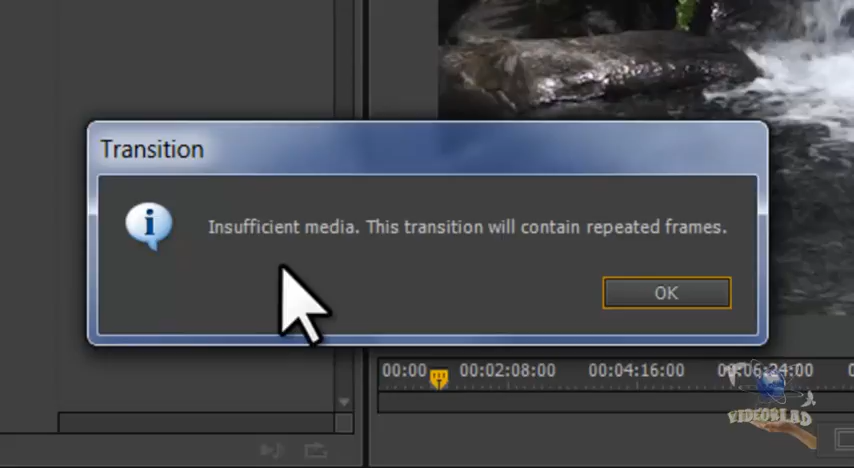 Transition
Insufficient media. This transition will contain repeated frames.
OK
00:00 00:02:08:00 00:04:16:00 00:06:24:00
VIDEOBLAD